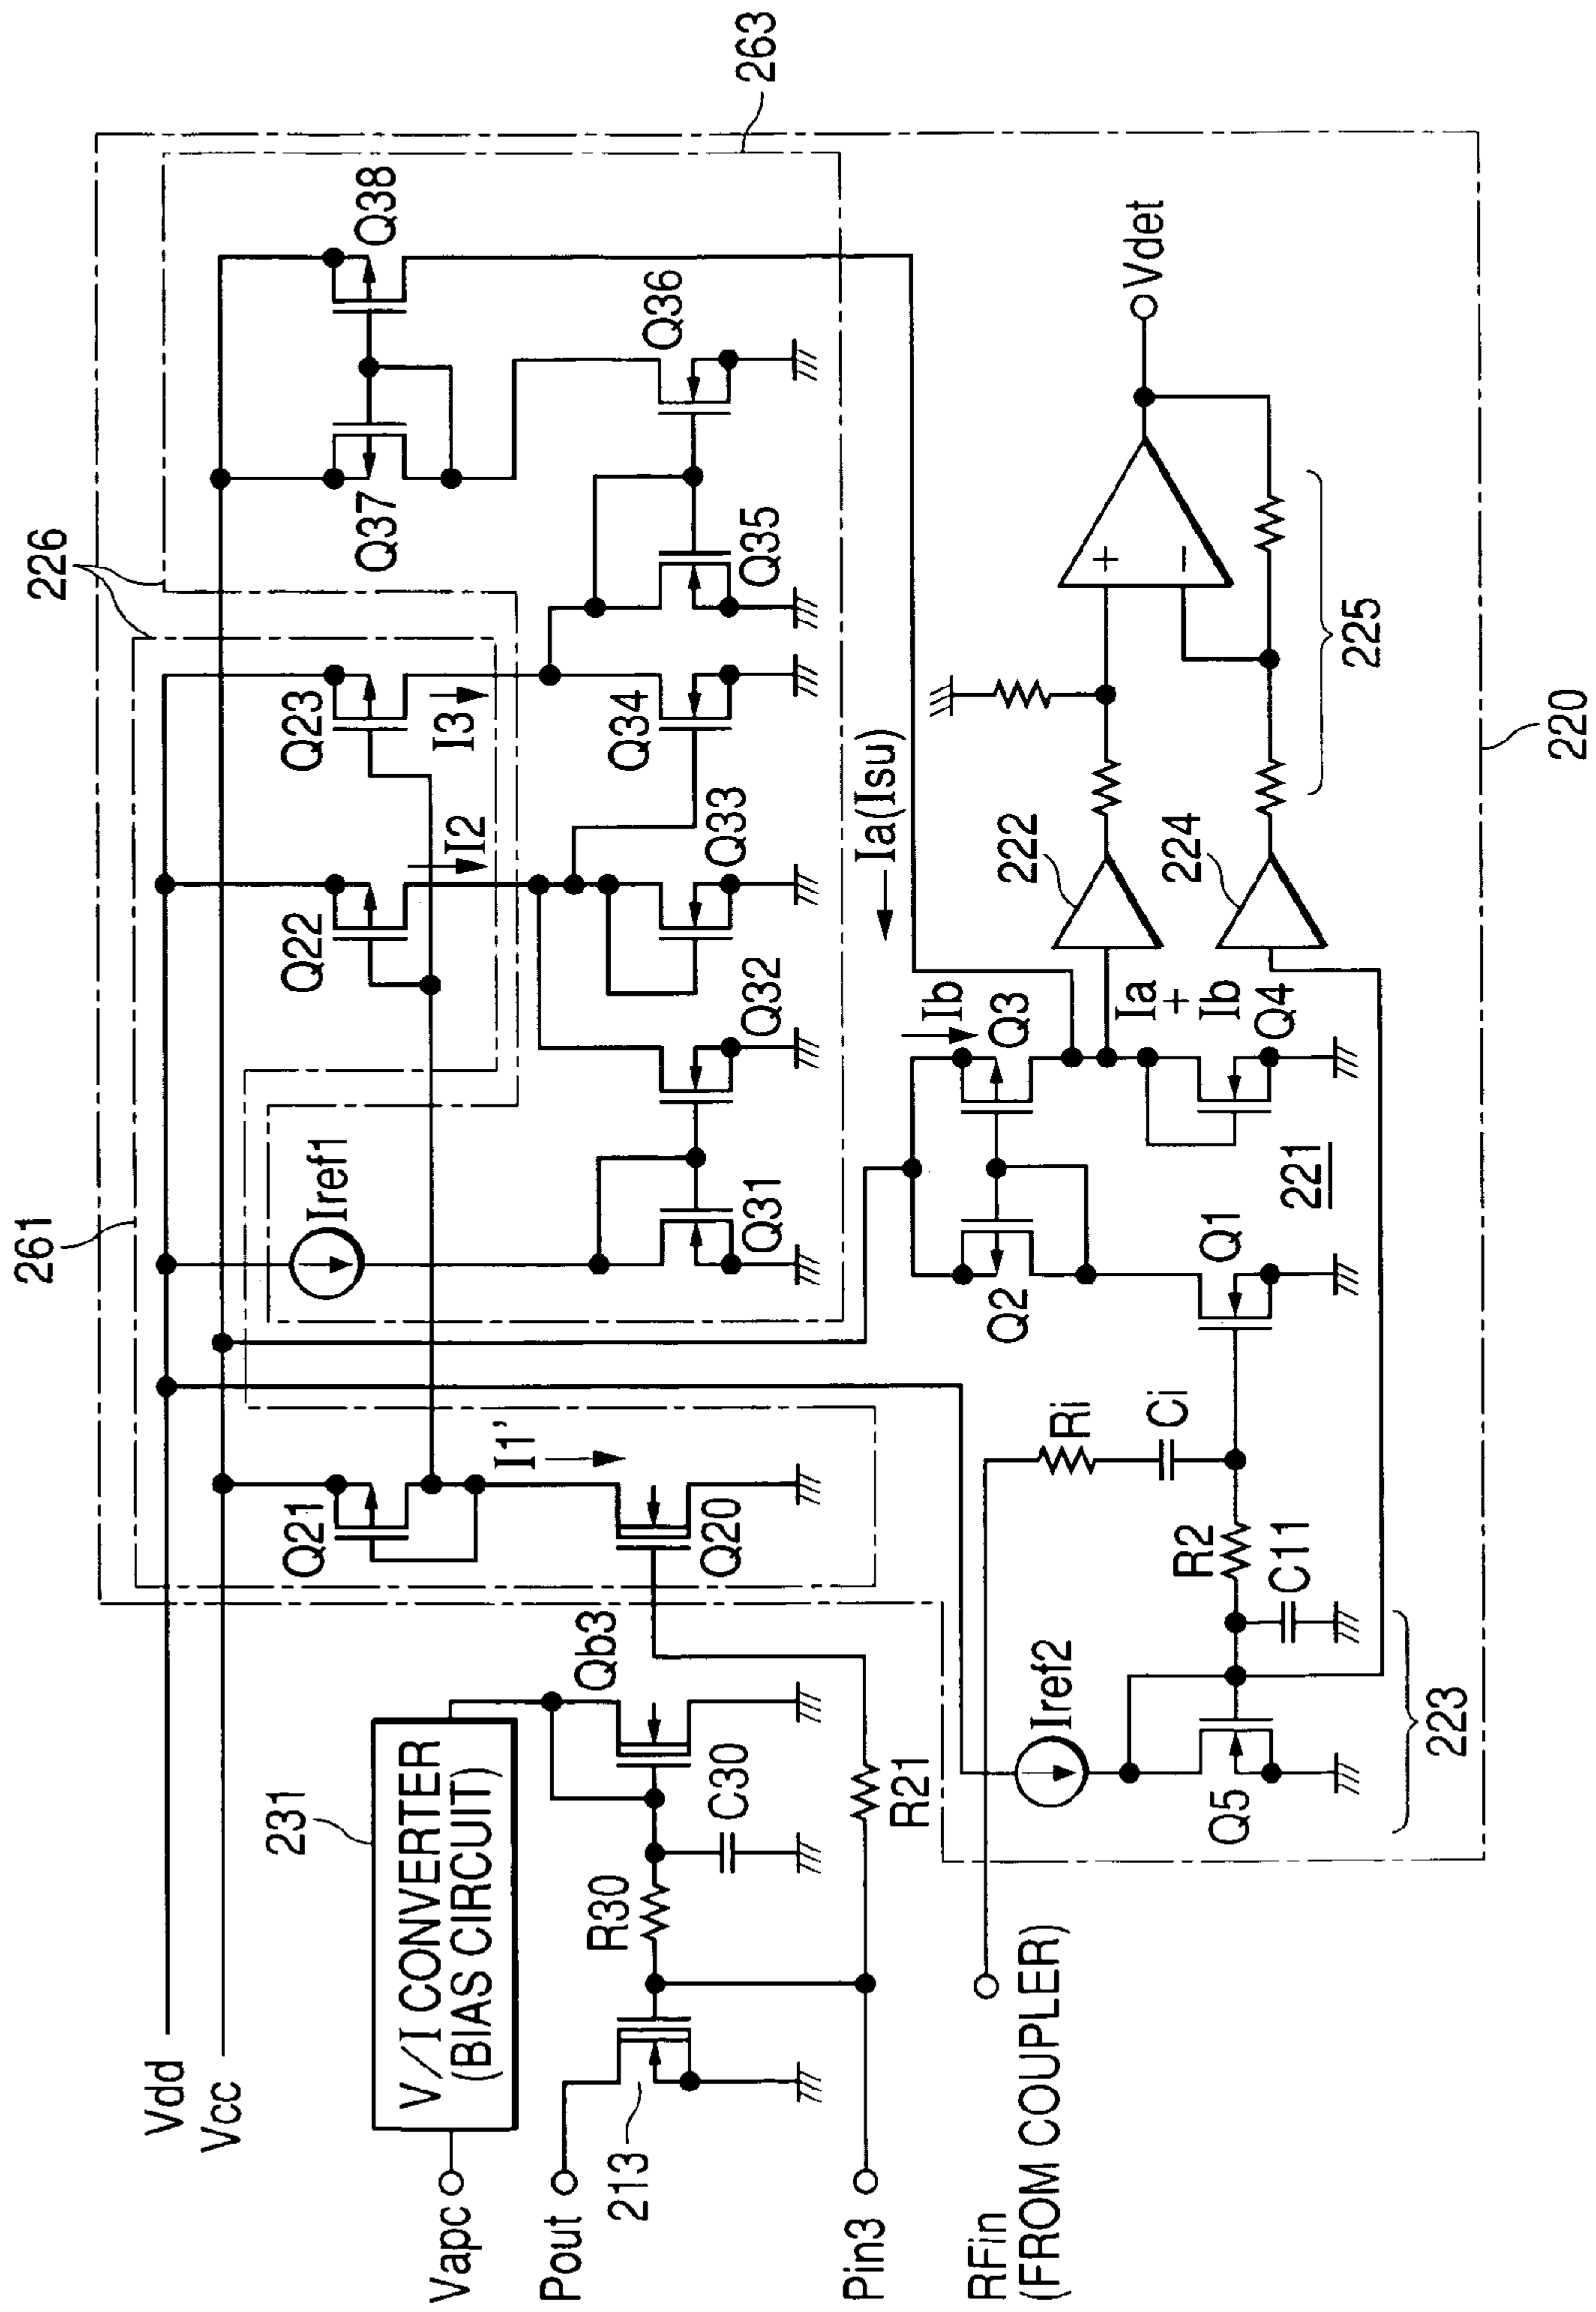 261
226
263
Vdd
Vcc
Q21
I1'
Q20
Iref1
Q31
Q32
Q22
I2
Q33
Q23
I3
Q34
Q35
Q37
Q38
Q36
231
V/I CONVERTER
(BIAS CIRCUIT)
Vapc
Qb3
Pout
213
R30
C30
Pin3
R21
RFin
(FROM COUPLER)
Ia(Isu)
Ib
Q2
Q3
Ri
Ci
Q1
221
Ia
+
Ib
Q4
R2
C11
Iref2
Q5
223
222
224
+
-
225
Vdet
220